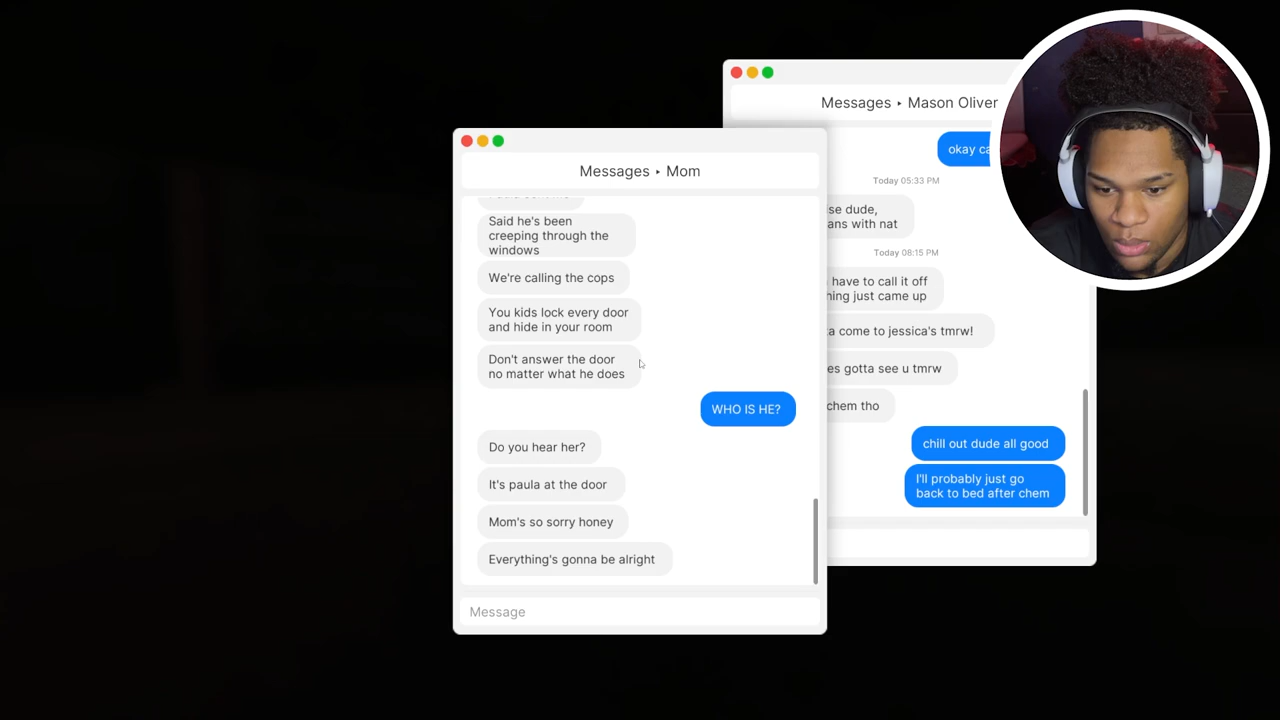 Messages ‣ Mason Oliver
okay
Today 05:33 PM
dude,
with nat
Today 08:15 PM
have to call it off
just came up
come to jessica's tmrw!
gotta see u tmrw
chem tho
chill out dude all good
I'll probably just go
back to bed after chem
Messages ‣ Mom
Said he's been
creeping through the
windows
We're calling the cops
You kids lock every door
and hide in your room
Don't answer the door
no matter what he does
WHO IS HE?
Do you hear her?
It's paula at the door
Mom's so sorry honey
Everything's gonna be alright
Message